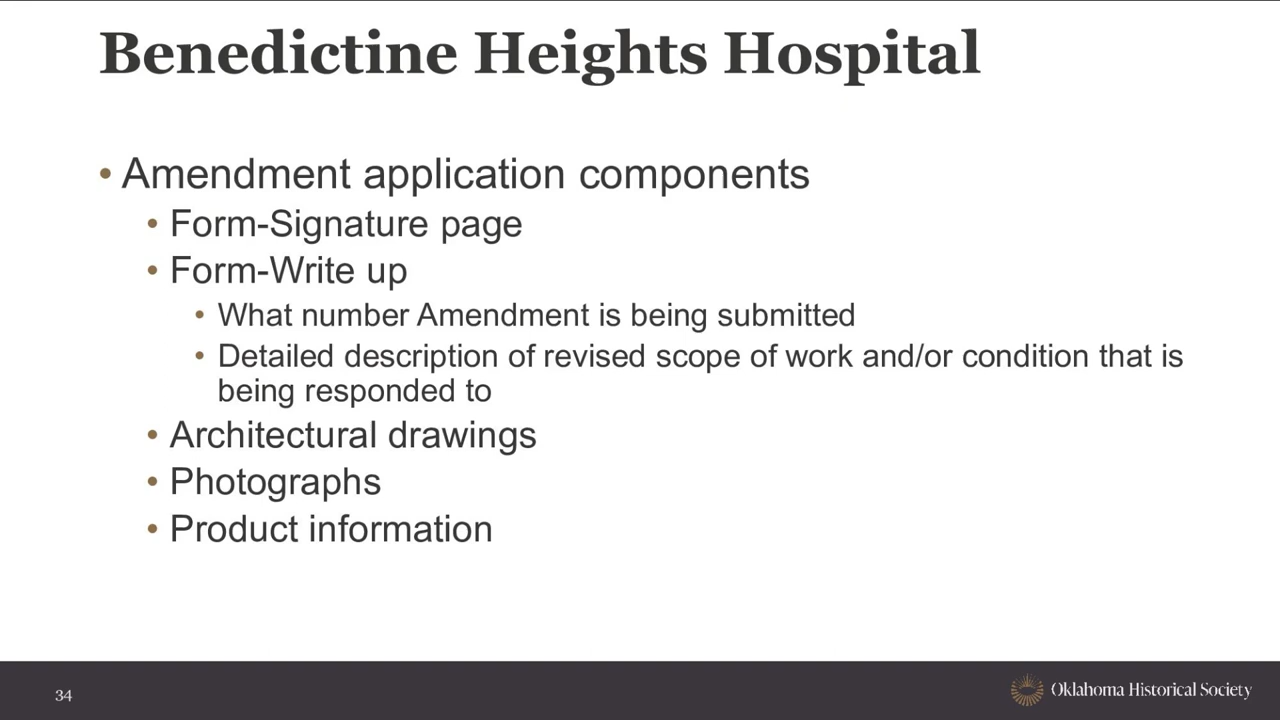 Benedictine Heights Hospital
• Amendment application components
• Form-Signature page
• Form-Write up
• What number Amendment is being submitted
• Detailed description of revised scope of work and/or condition that is
being responded to
• Architectural drawings
• Photographs
• Product information
34
Oklahoma Historical Society